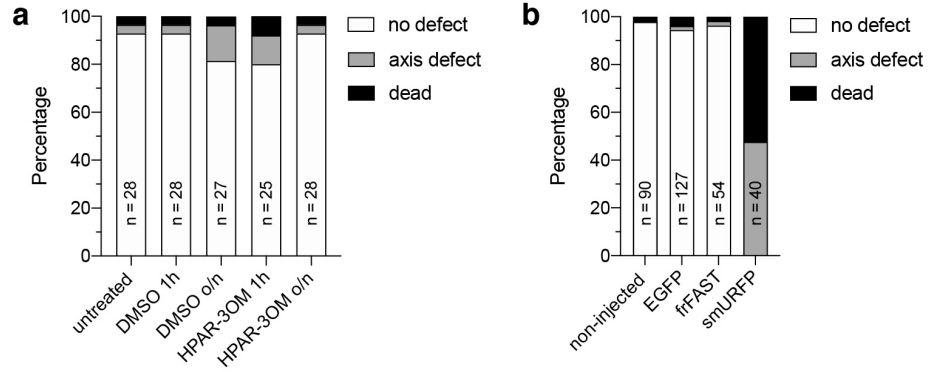 a
Percentage
100
80
60
40
20
0
n = 28
n = 28
n = 27
n = 25
n = 28
untreated
DMSO 1h
DMSO o/n
HPAR-3OM 1h
HPAR-3OM o/n
no defect
axis defect
dead
b
Percentage
100
80
60
40
20
0
n = 90
n = 127
n = 54
n = 40
non-injected
EGFP
frFAST
smURFP
no defect
axis defect
dead